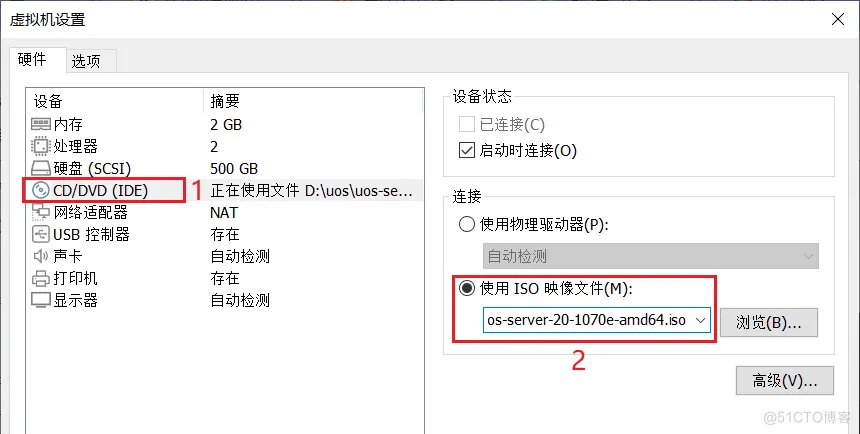 虚拟机设置
硬件 选项
设备 摘要
内存 2 GB
处理器 2
硬盘 (SCSI) 500 GB
CD/DVD (IDE) 1 正在使用文件 D:\uos\uos-se...
网络适配器 NAT
USB 控制器 存在
声卡 自动检测
打印机 存在
显示器 自动检测
设备状态
已连接(C)
启动时连接(O)
连接
使用物理驱动器(P):
自动检测
使用 ISO 映像文件(M):
os-server-20-1070e-amd64.iso 浏览(B)...
2
高级(V)...
@51CTO博客